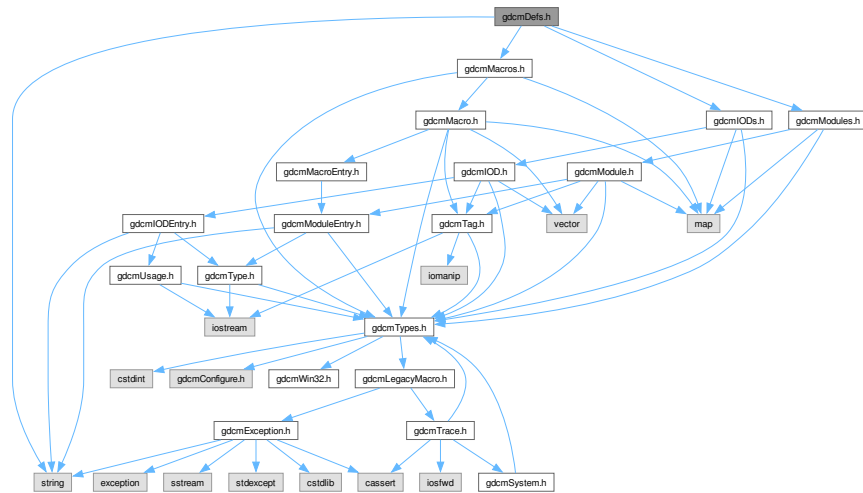 gdcmDefs.h
gdcmMacros.h
gdcmMacro.h
gdcmIODs.h
gdcmModules.h
gdcmMacroEntry.h
gdcmIOD.h
gdcmModule.h
gdcmIODEntry.h
gdcmModuleEntry.h
gdcmTag.h
vector
map
gdcmUsage.h
gdcmType.h
iomanip
iostream
gdcmTypes.h
cstdint
gdcmConfigure.h
gdcmWin32.h
gdcmLegacyMacro.h
gdcmException.h
gdcmTrace.h
string
exception
sstream
stdexcept
cstdlib
cassert
iosfwd
gdcmSystem.h